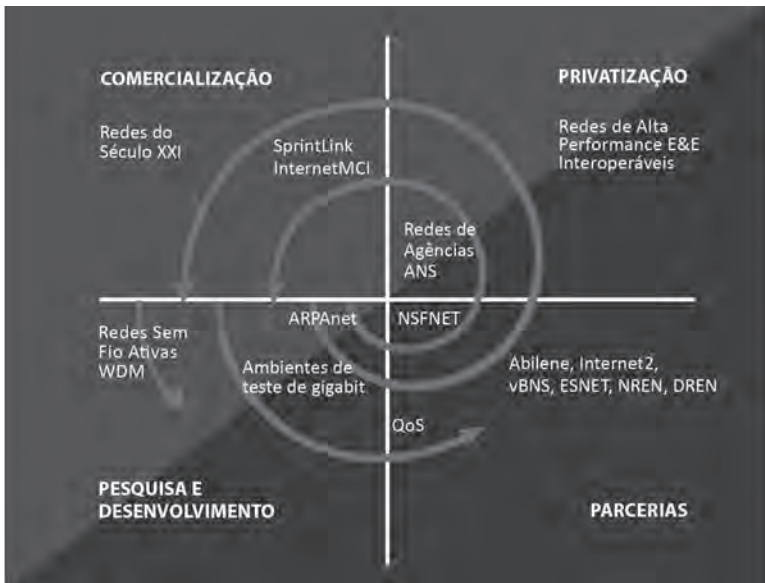 COMERCIALIZAÇÃO
Redes do
Século XXI
SprintLink
InternetMCI
PRIVATIZAÇÃO
Redes de Alta
Performance E&E
Interoperáveis
Redes de
Agências
ANS
ARPAnet
NSFNET
Redes Sem
Fio Ativas
WDM
Ambientes de
teste de gigabit
Abilene, Internet2,
vBNS, ESNET, NREN, DREN
QoS
PESQUISA E
DESENVOLVIMENTO
PARCERIAS